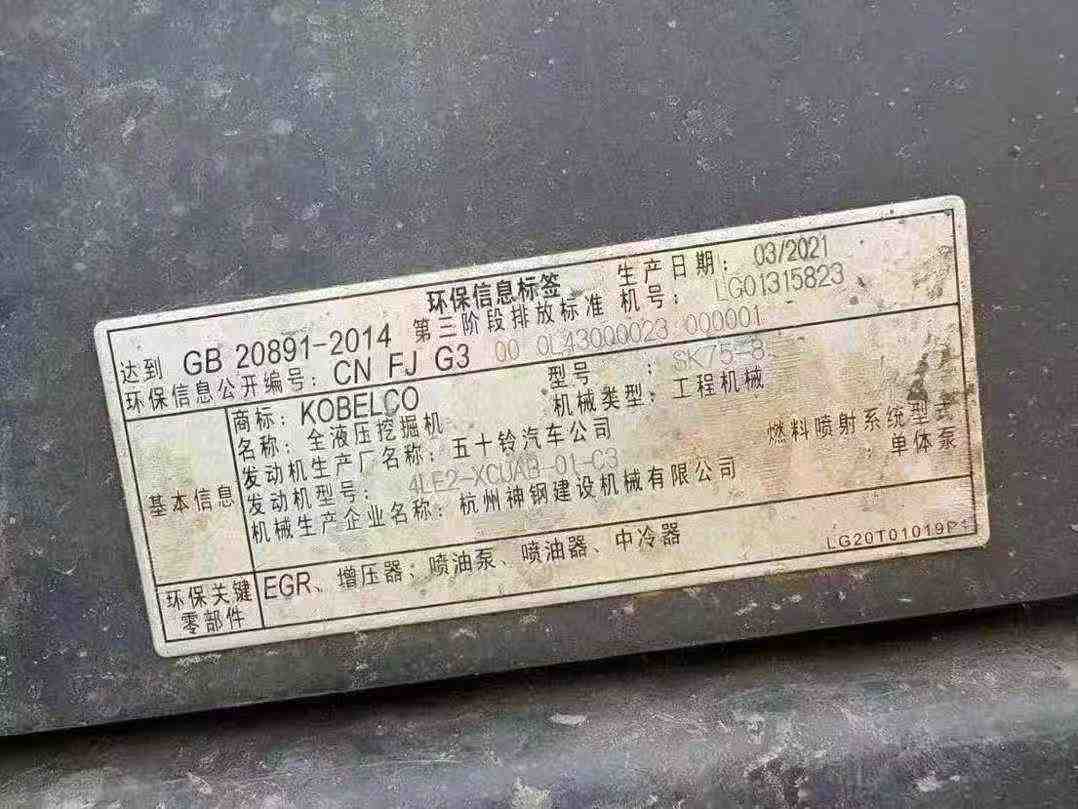 环保信息标签 生产日期：03/2021
达到 GB 20891-2014 第三阶段排放标准 机号：LG01315823
环保信息公开编号：CN FJ G3 00 0L43000023 000001
基本信息
商标：KOBELCO 型号：SK75-8
名称：全液压挖掘机 机械类型：工程机械
发动机生产厂名称：五十铃汽车公司 燃料喷射系统型式
发动机型号：4LE2-XCUAB-01-C3 ：单体泵
机械生产企业名称：杭州神钢建设机械有限公司
环保关键零部件
EGR、增压器；喷油泵、喷油器、中冷器
LG20T01019P1